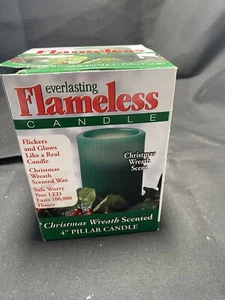 everlasting
Flameless
CANDLE
Flickers
and Glows
Like a Real
Candle
Christmas
Wreath
Scented Wax
Safe Worry
Free LED
Lasts 100,000
Hours
Christmas
Wreath
Scent
Christmas Wreath Scented
4" PILLAR CANDLE